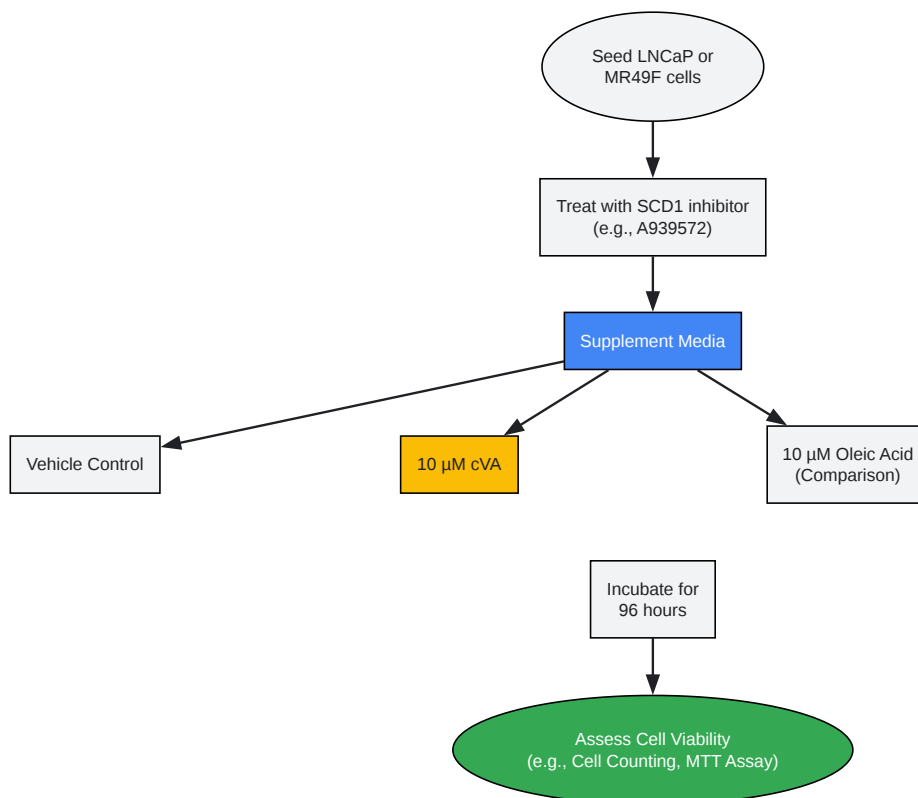 Seed LNCaP or
MR49F cells
Treat with SCD1 inhibitor
(e.g., A939572)
Supplement Media
Vehicle Control
10 µM cVA
10 µM Oleic Acid
(Comparison)
Incubate for
96 hours
Assess Cell Viability
(e.g., Cell Counting, MTT Assay)